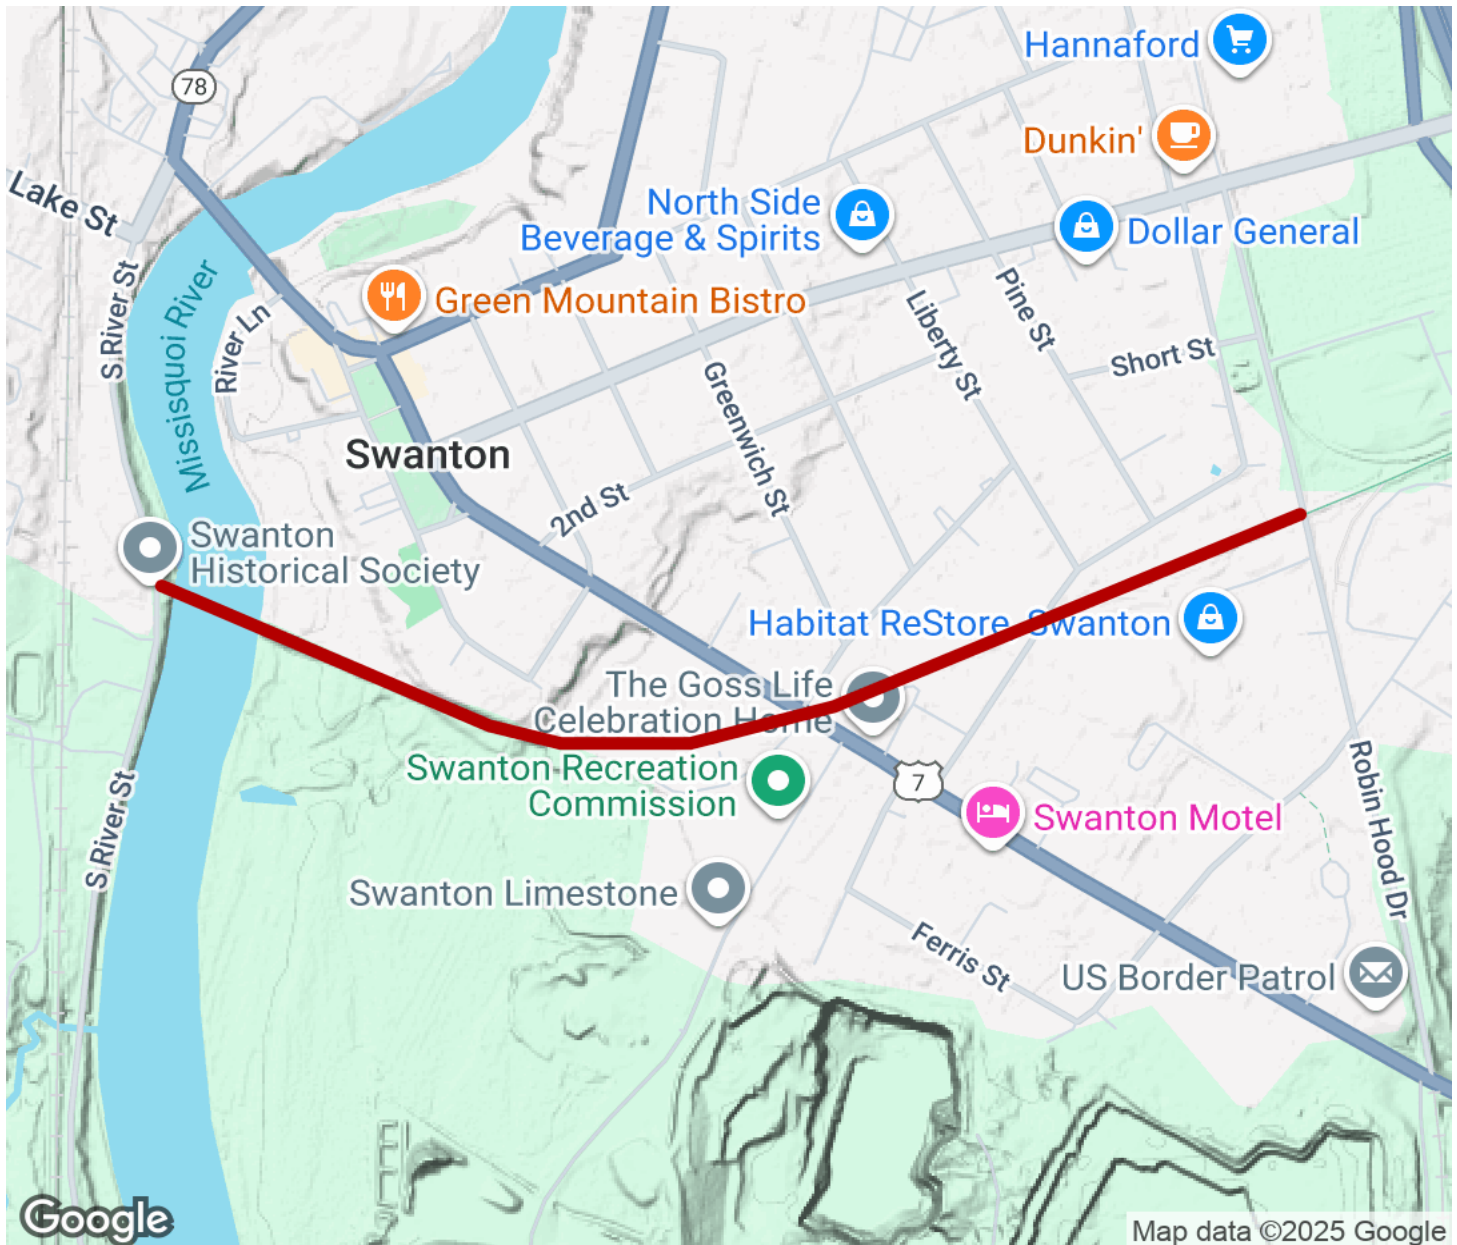 Hannaford
78
Dunkin'
Lake St
North Side
Beverage & Spirits
Dollar General
S River St
Missisquoi River
River Ln
Green Mountain Bistro
Liberty St
Pine St
Short St
Greenwich St
Swanton
2nd St
Swanton
Historical Society
Habitat ReStore, Swanton
The Goss Life
Celebration Home
Swanton Recreation
Commission
7
Swanton Motel
Robin Hood Dr
S River St
Swanton Limestone
Ferris St
US Border Patrol
Google
Map data ©2025 Google